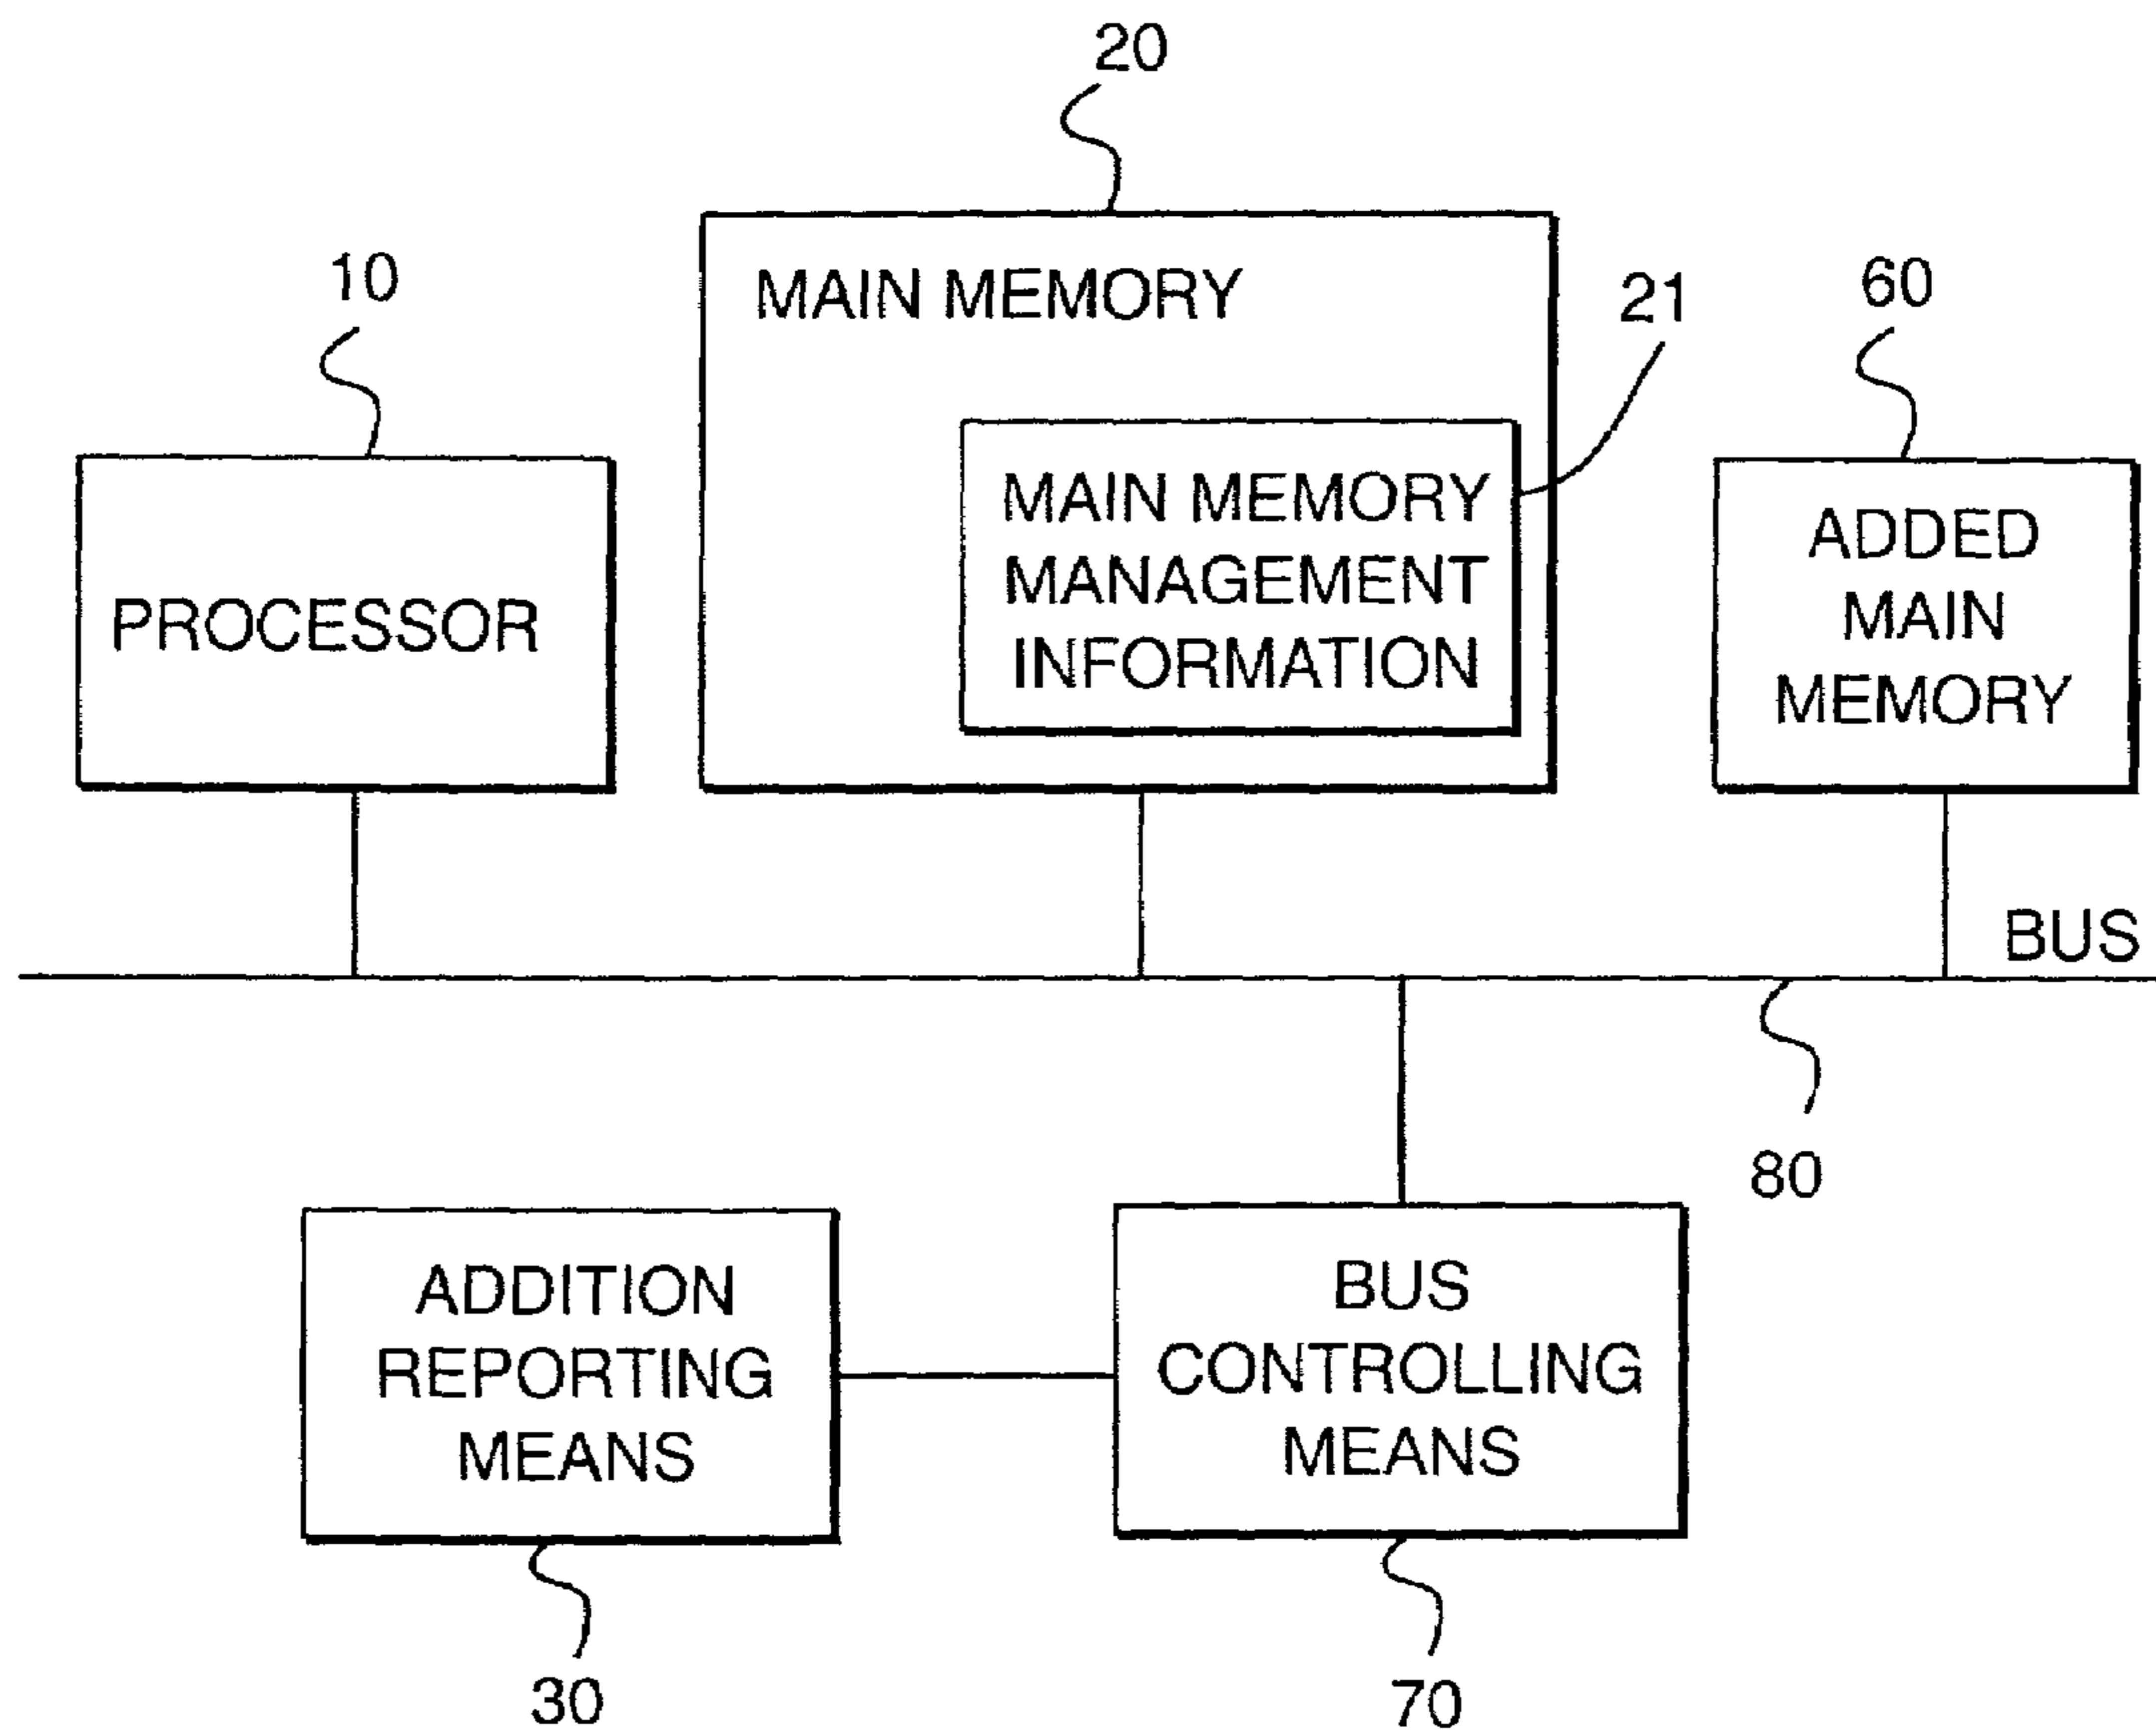 20
10
MAIN MEMORY
21
60
MAIN MEMORY
MANAGEMENT
INFORMATION
PROCESSOR
ADDED
MAIN
MEMORY
BUS
80
ADDITION
REPORTING
MEANS
BUS
CONTROLLING
MEANS
30
70